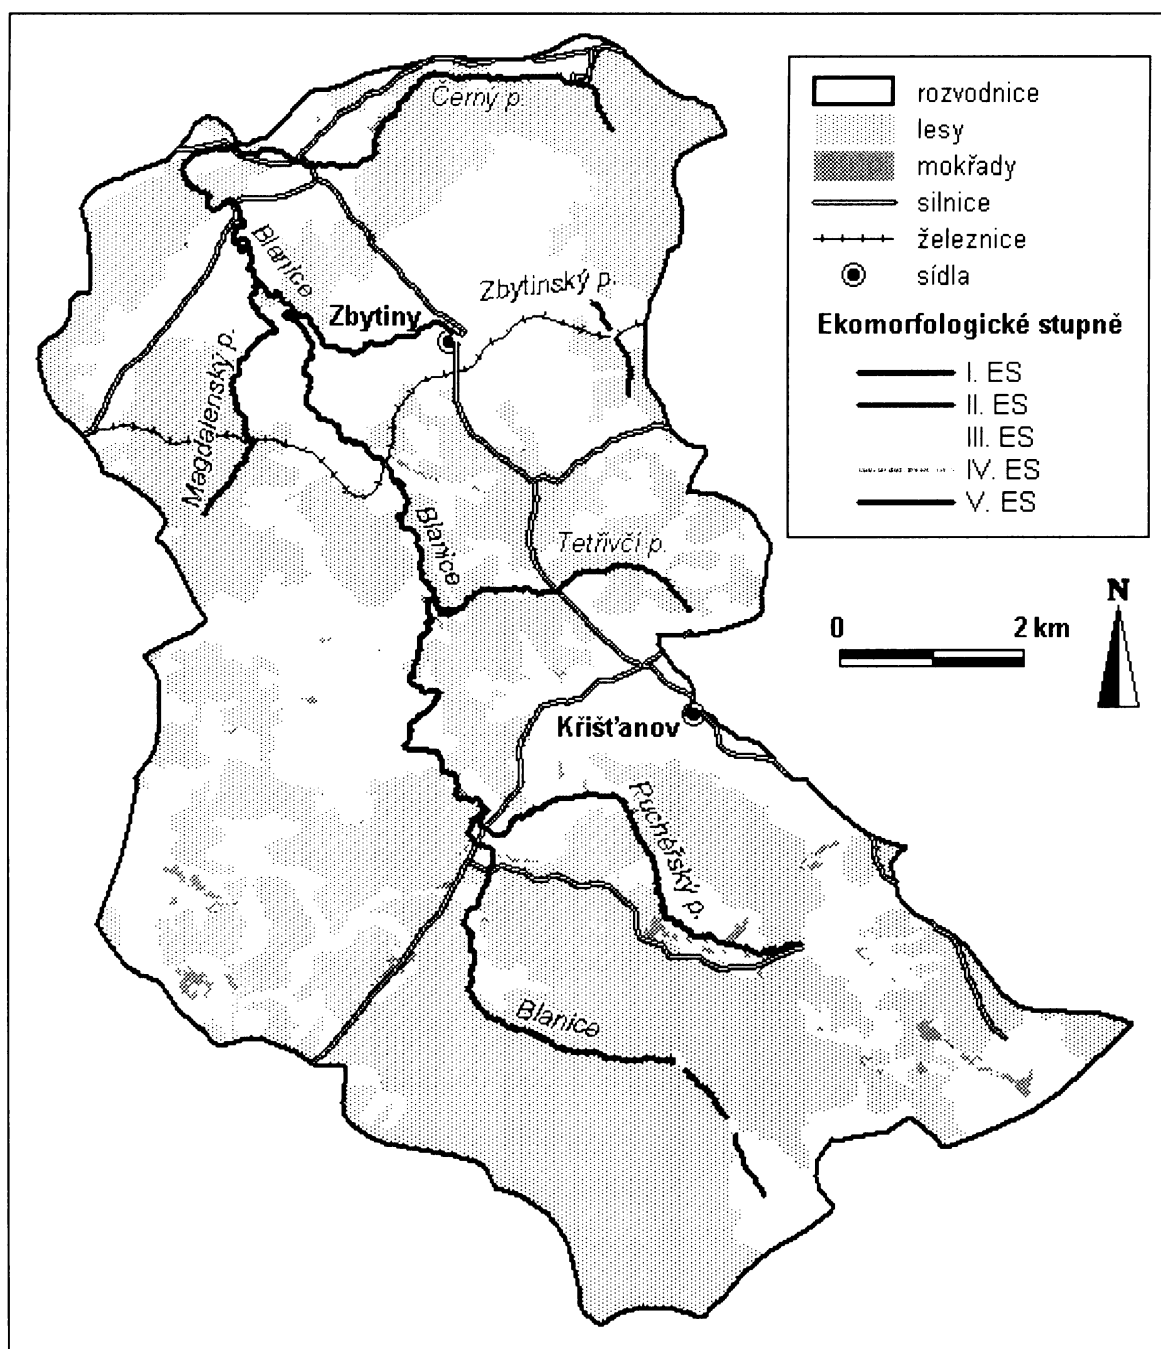 Černý p.
Blanice
Zbytinský p.
Zbytiny
Magdalenský p.
Blanice
Tetřívčí p.
Křišťanov
Puchéřský p.
Blanice
rozvodnice
lesy
mokřady
silnice
železnice
sídla
Ekomorfologické stupně
I. ES
II. ES
III. ES
IV. ES
V. ES
N
0 2 km